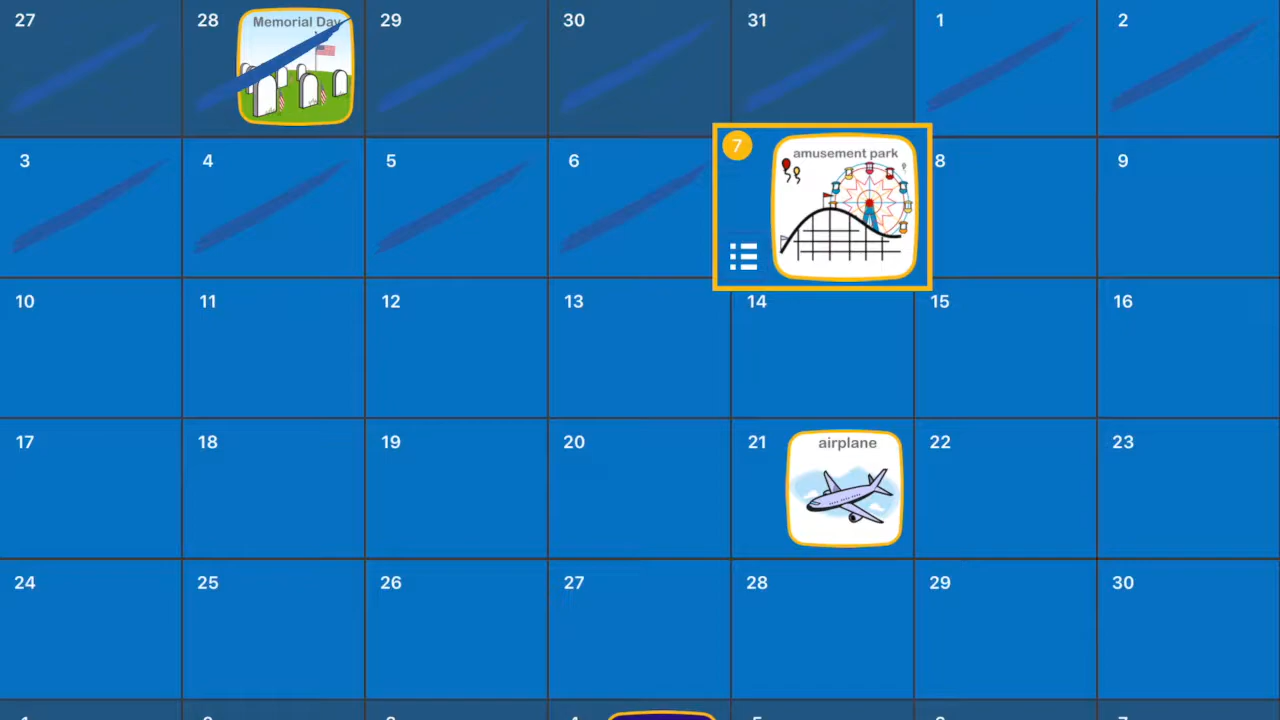 27 28 Memorial Day 29 30 31 1 2
3 4 5 6 7 amusement park 8 9
10 11 12 13 14 15 16
17 18 19 20 21 airplane 22 23
24 25 26 27 28 29 30